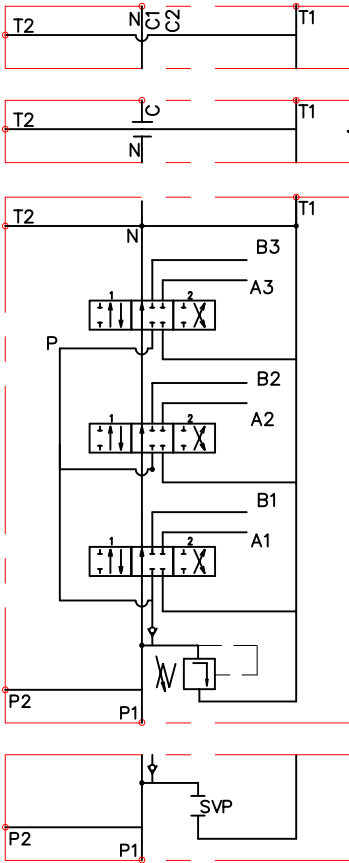 T2 N C1 C2 T1
T2 C T1
N
T2 T1
N
B3
A3
1 2
P
B2
A2
1 2
B1
A1
1 2
P2
P1
SVP
P2
P1